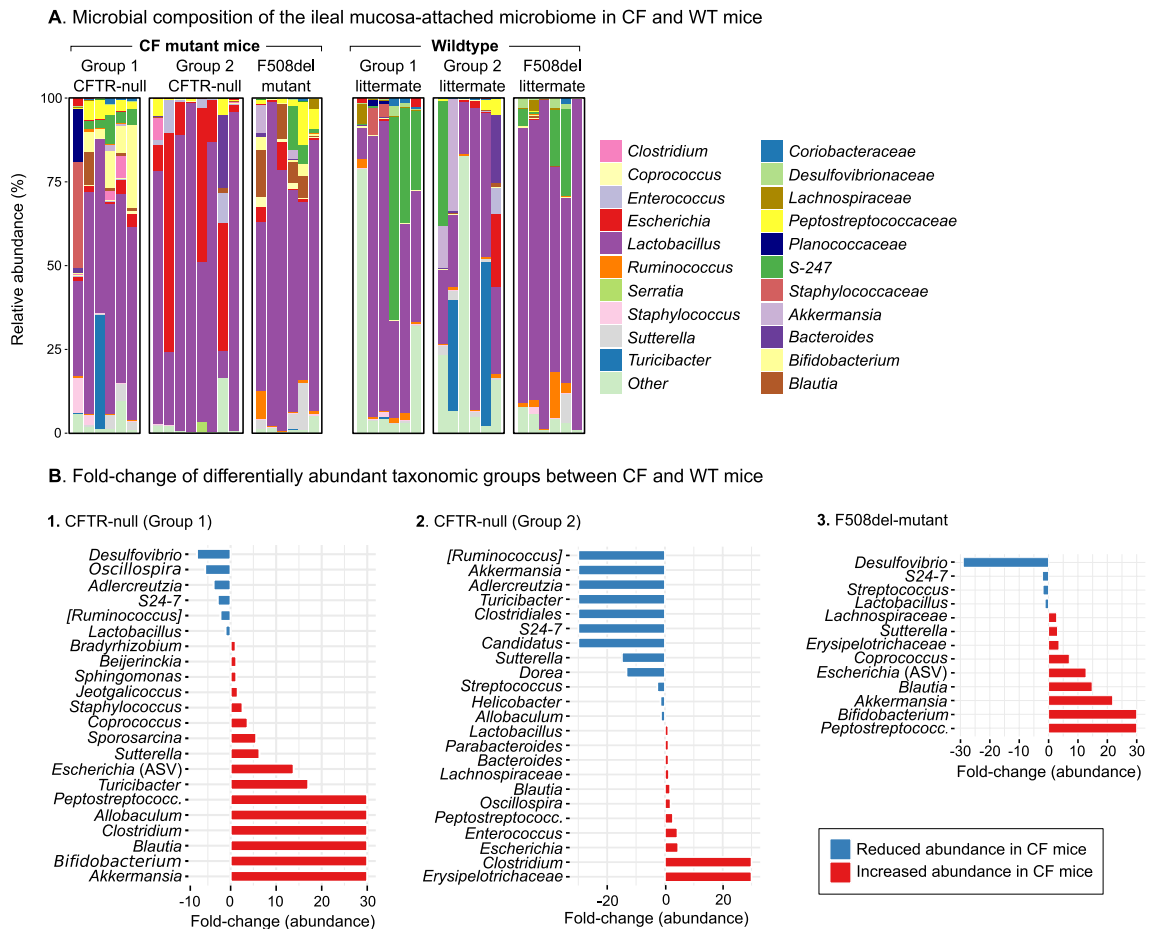 A. Microbial composition of the ileal mucosa-attached microbiome in CF and WT mice
CF mutant mice
Wildtype
Group 1
CFTR-null
Group 2
CFTR-null
F508del
mutant
Group 1
littermate
Group 2
littermate
F508del
littermate
Relative abundance (%)
100
75
50
25
0
Clostridium
Coprococcus
Enterococcus
Escherichia
Lactobacillus
Ruminococcus
Serratia
Staphylococcus
Sutterella
Turicibacter
Other
Coriobacteraceae
Desulfovibrionaceae
Lachnospiraceae
Peptostreptococcaceae
Planococcaceae
S-247
Staphylococcaceae
Akkermansia
Bacteroides
Bifidobacterium
Blautia
B. Fold-change of differentially abundant taxonomic groups between CF and WT mice
1. CFTR-null (Group 1)
Desulfovibrio
Oscillospira
Adlercreutzia
S24-7
[Ruminococcus]
Lactobacillus
Bradyrhizobium
Beijerinckia
Sphingomonas
Jeotgalicoccus
Staphylococcus
Coprococcus
Sporosarcina
Sutterella
Escherichia (ASV)
Turicibacter
Peptostreptococc.
Allobaculum
Clostridium
Blautia
Bifidobacterium
Akkermansia
-10 0 10 20 30
Fold-change (abundance)
2. CFTR-null (Group 2)
[Ruminococcus]
Akkermansia
Adlercreutzia
Turicibacter
Clostridiales
S24-7
Candidatus
Sutterella
Dorea
Streptococcus
Helicobacter
Allobaculum
Lactobacillus
Parabacteroides
Bacteroides
Lachnospiraceae
Blautia
Oscillospira
Peptostreptococc.
Enterococcus
Escherichia
Clostridium
Erysipelotrichaceae
-20 0 20
Fold-change (abundance)
3. F508del-mutant
Desulfovibrio
S24-7
Streptococcus
Lactobacillus
Lachnospiraceae
Sutterella
Erysipelotrichaceae
Coprococcus
Escherichia (ASV)
Blautia
Akkermansia
Bifidobacterium
Peptostreptococc.
-30 -20 -10 0 10 20 30
Fold-change (abundance)
Reduced abundance in CF mice
Increased abundance in CF mice